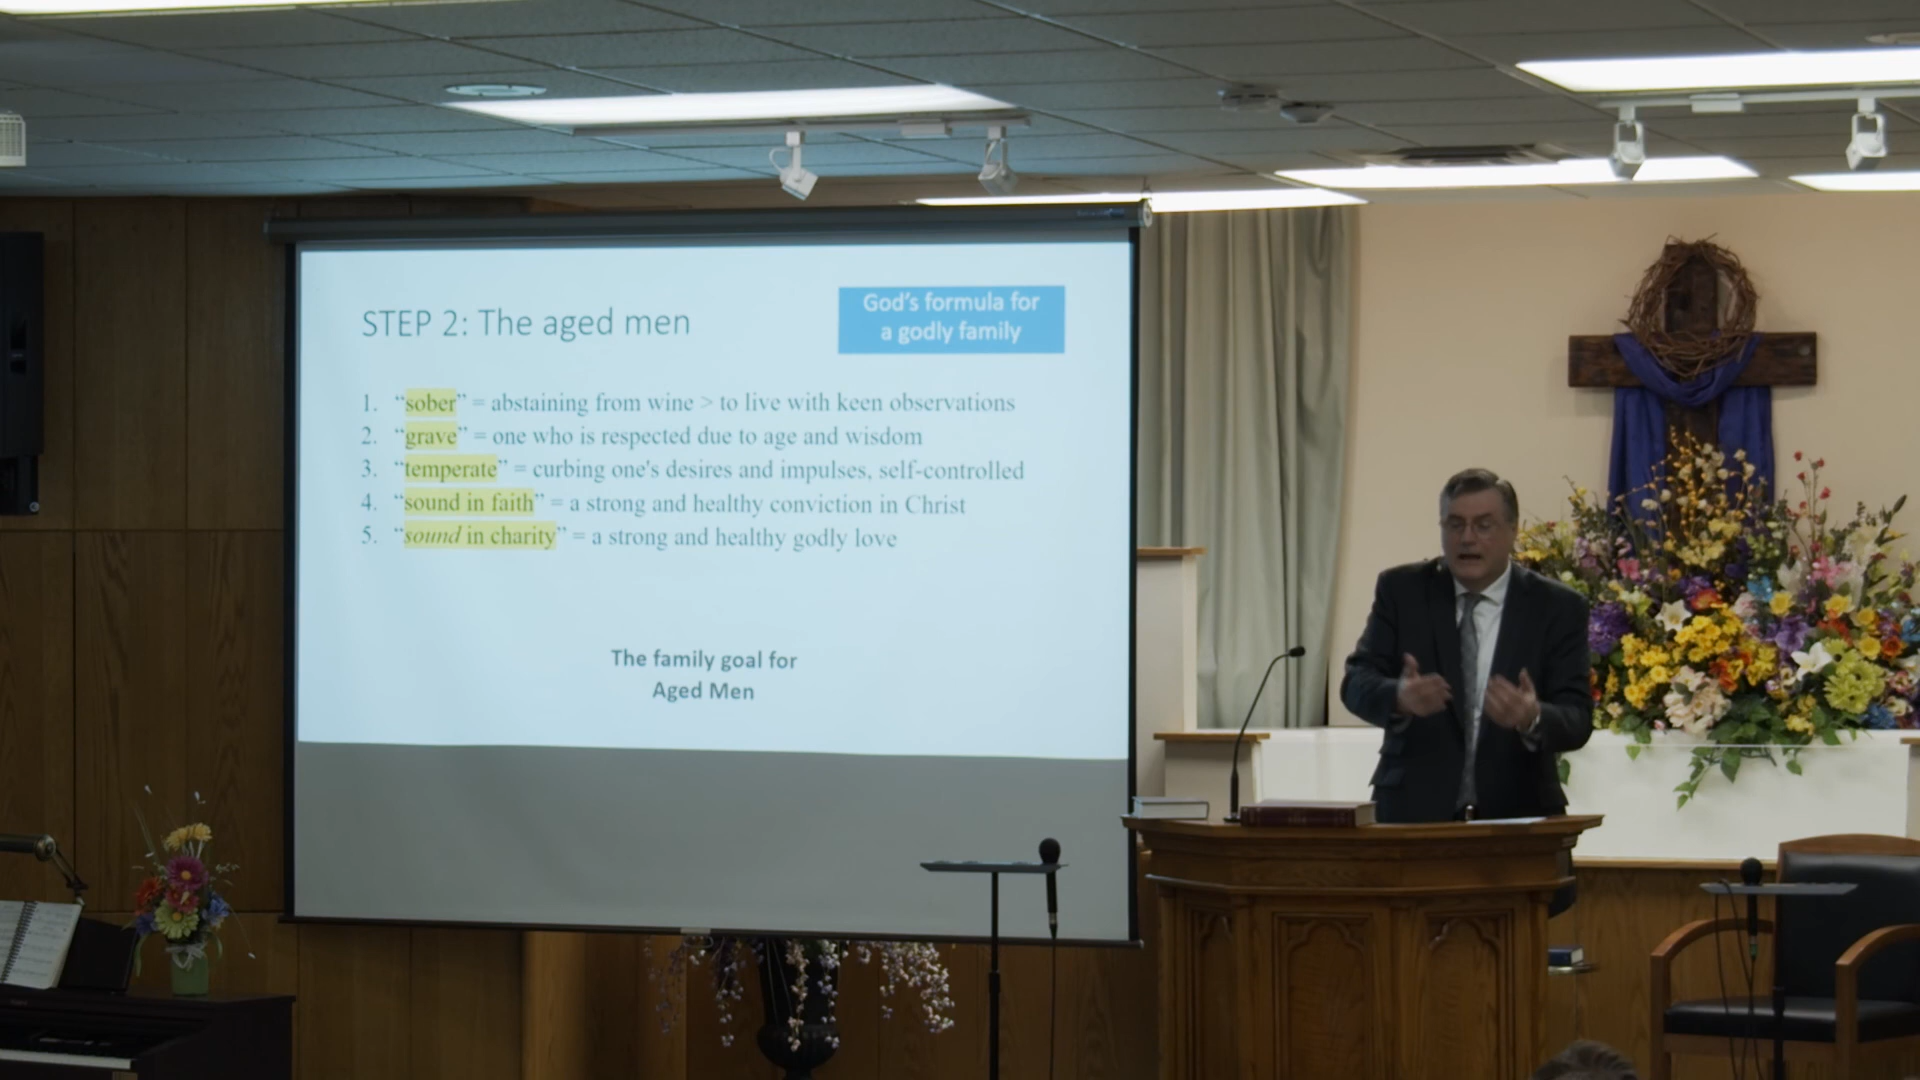 STEP 2: The aged men
God's formula for
a godly family
1. “sober” = abstaining from wine > to live with keen observations
2. “grave” = one who is respected due to age and wisdom
3. “temperate” = curbing one's desires and impulses, self-controlled
4. “sound in faith” = a strong and healthy conviction in Christ
5. “sound in charity” = a strong and healthy godly love
The family goal for
Aged Men